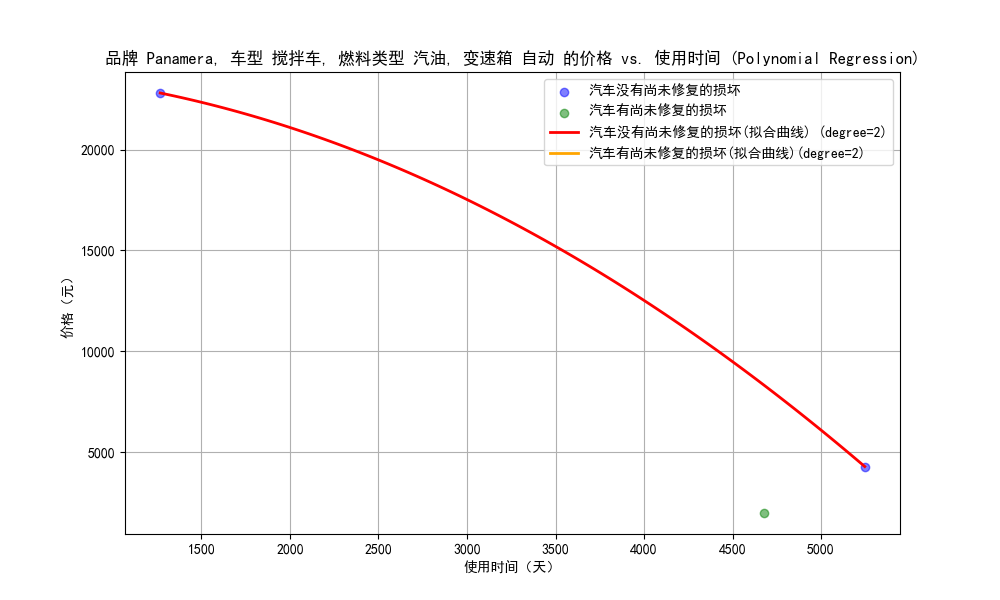 品牌 Panamera, 车型 搅拌车, 燃料类型 汽油, 变速箱 自动 的价格 vs. 使用时间 (Polynomial Regression)
汽车没有尚未修复的损坏
汽车有尚未修复的损坏
汽车没有尚未修复的损坏(拟合曲线) (degree=2)
汽车有尚未修复的损坏(拟合曲线)(degree=2)
价格（元）
20000
15000
10000
5000
1500 2000 2500 3000 3500 4000 4500 5000
使用时间（天）